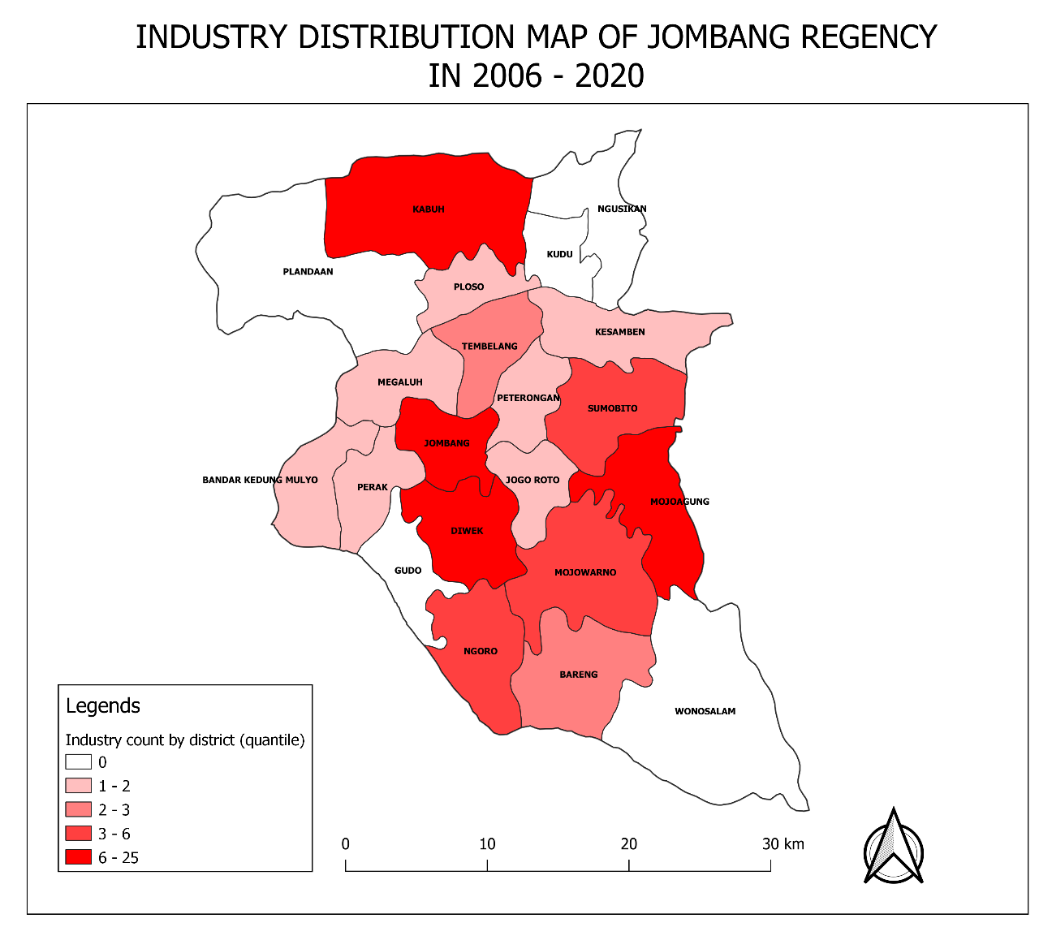 INDUSTRY DISTRIBUTION MAP OF JOMBANG REGENCY
IN 2006 - 2020
KABUH
NGUSIKAN
KUDU
PLANDAAN
PLOSO
KESAMBEN
TEMBELANG
MEGALUH
PETERONGAN
SUMOBITO
JOMBANG
BANDAR KEDUNG MULYO
PERAK
JOGO ROTO
MOJOAGUNG
DIWEK
GUDO
MOJOWARNO
NGORO
BARENG
WONOSALAM
Legends
Industry count by district (quantile)
0
1 - 2
2 - 3
3 - 6
6 - 25
0 10 20 30 km